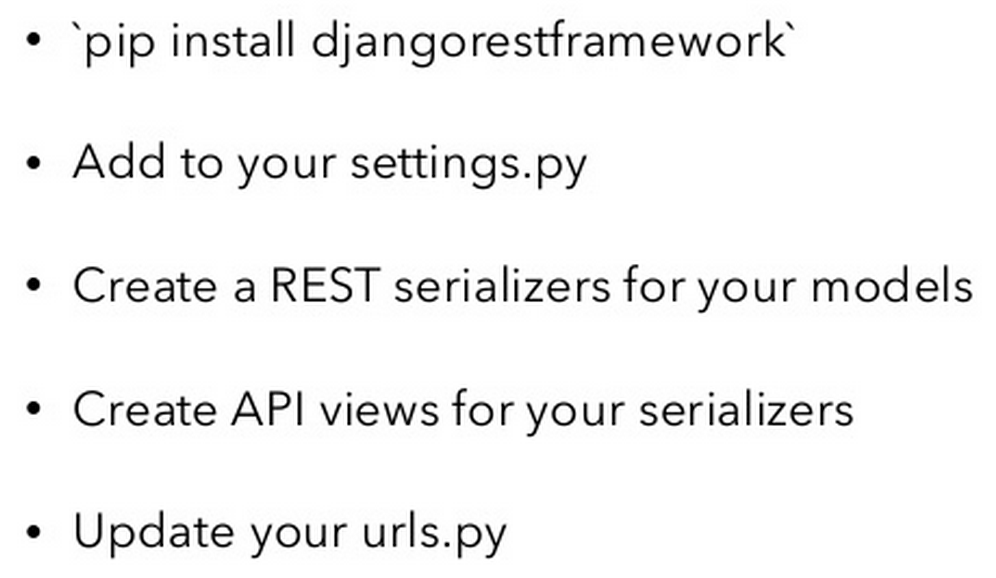 • `pip install djangorestframework`
• Add to your settings.py
• Create a REST serializers for your models
• Create API views for your serializers
• Update your urls.py